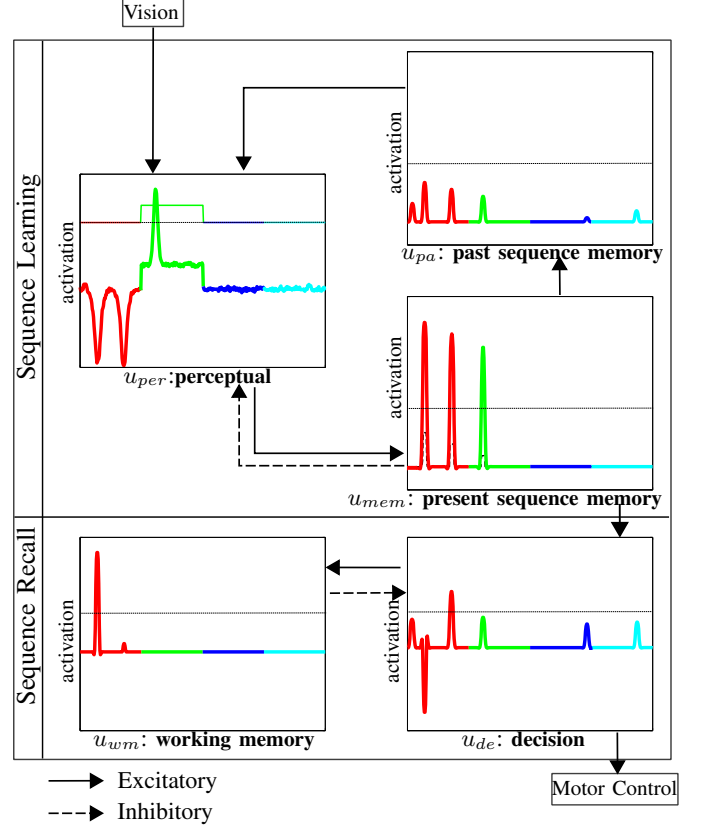 Vision
Sequence Learning
activation
u_pa: past sequence memory
activation
u_per:perceptual
activation
u_mem: present sequence memory
Sequence Recall
activation
u_wm: working memory
activation
u_de: decision
Excitatory
Motor Control
Inhibitory